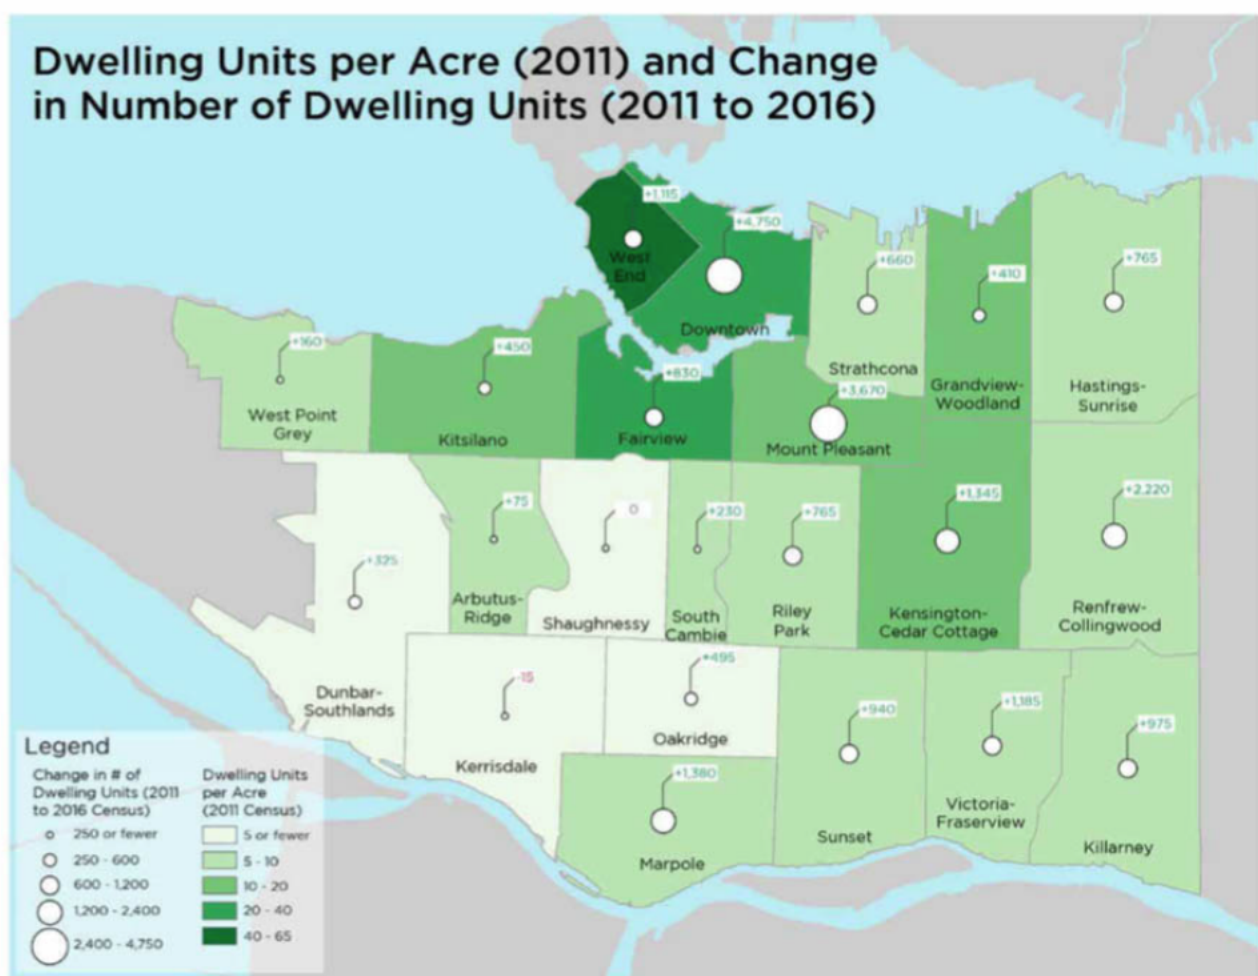 Dwelling Units per Acre (2011) and Change
in Number of Dwelling Units (2011 to 2016)
+1,115
West
End
+4,750
Downtown
+660
Strathcona
+410
Grandview-
Woodland
+765
Hastings-
Sunrise
+160
West Point
Grey
+450
Kitsilano
+830
Fairview
+3,670
Mount Pleasant
+325
Dunbar-
Southlands
+75
Arbutus-
Ridge
0
Shaughnessy
+230
South
Cambie
+765
Riley
Park
+1,345
Kensington-
Cedar Cottage
+2,220
Renfrew-
Collingwood
-15
Kerrisdale
+495
Oakridge
+1,380
Marpole
+940
Sunset
+1,185
Victoria-
Fraserview
+975
Killarney
Legend
Change in # of
Dwelling Units (2011
to 2016 Census)
250 or fewer
250 - 600
600 - 1,200
1,200 - 2,400
2,400 - 4,750
Dwelling Units
per Acre
(2011 Census)
5 or fewer
5 - 10
10 - 20
20 - 40
40 - 65